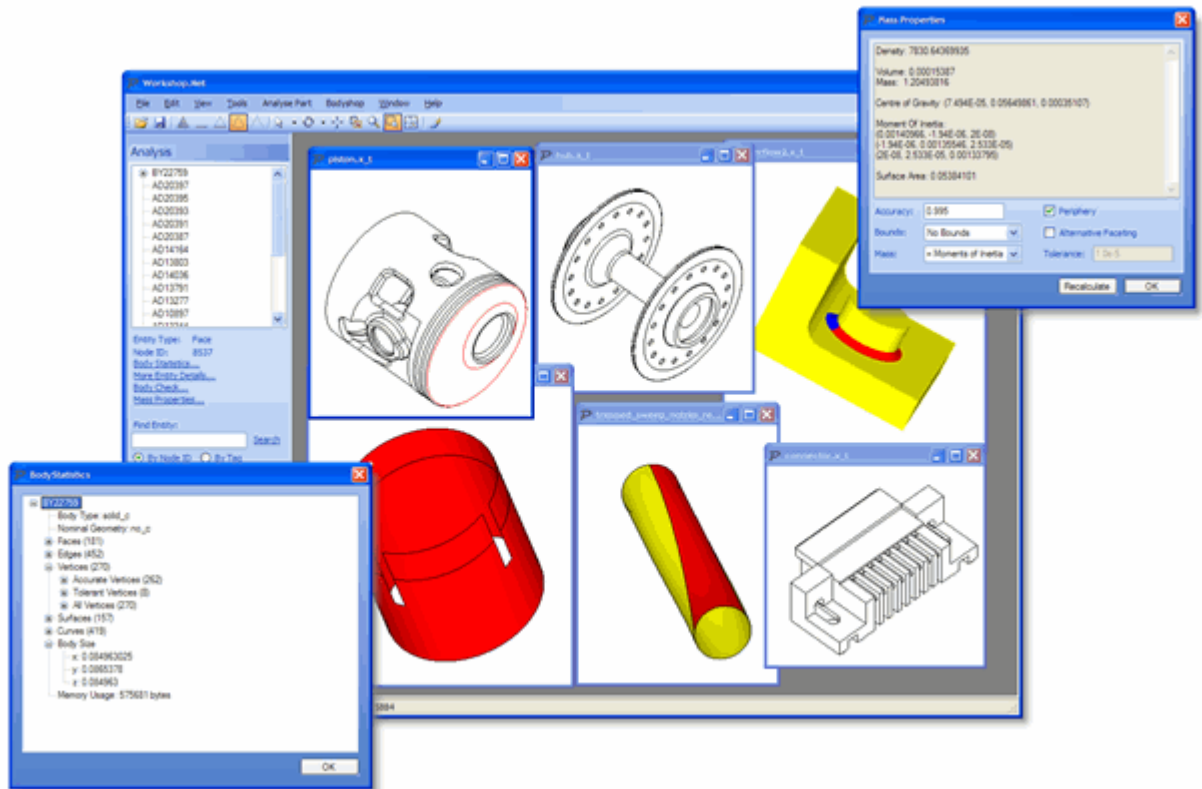 Mass Properties
Density: 7830.64369935
Volume: 0.00015387
Mass: 1.20493816
Centre of Gravity: (7.494E-05, 0.05649861, 0.00035107)
Moment Of Inertia:
(0.00140966, -1.94E-06, 2E-08)
(-1.94E-06, 0.00135546, 2.533E-05)
(2E-08, 2.533E-05, 0.00133795)
Surface Area: 0.05384101
Accuracy: 0.995 Periphery
Bounds: No Bounds Alternative Faceting
Mass: + Moments of Inertia Tolerance: 1.0e-5
Recalculate OK
Workshop.Net
File Edit View Tools Analyse Part Bodyshop Window Help
Analysis
BY22759
AD20397
AD20395
AD20393
AD20391
AD20387
AD14164
AD13803
AD14036
AD13791
AD13277
AD10897
Entity Type: Face
Node ID: 8537
Body Statistics...
More Entity Details...
Body Check...
Mass Properties...
Find Entity:
Search
By Node ID By Tag
piston.x_t
hub.x_t
connector.x_t
5884
BodyStatistics
BY22759
Body Type: solid_c
Nominal Geometry: no_c
Faces (181)
Edges (452)
Vertices (270)
Accurate Vertices (262)
Tolerant Vertices (8)
All Vertices (270)
Surfaces (157)
Curves (419)
Body Size
x: 0.084963025
y: 0.0865378
z: 0.084963
Memory Usage: 575681 bytes
OK